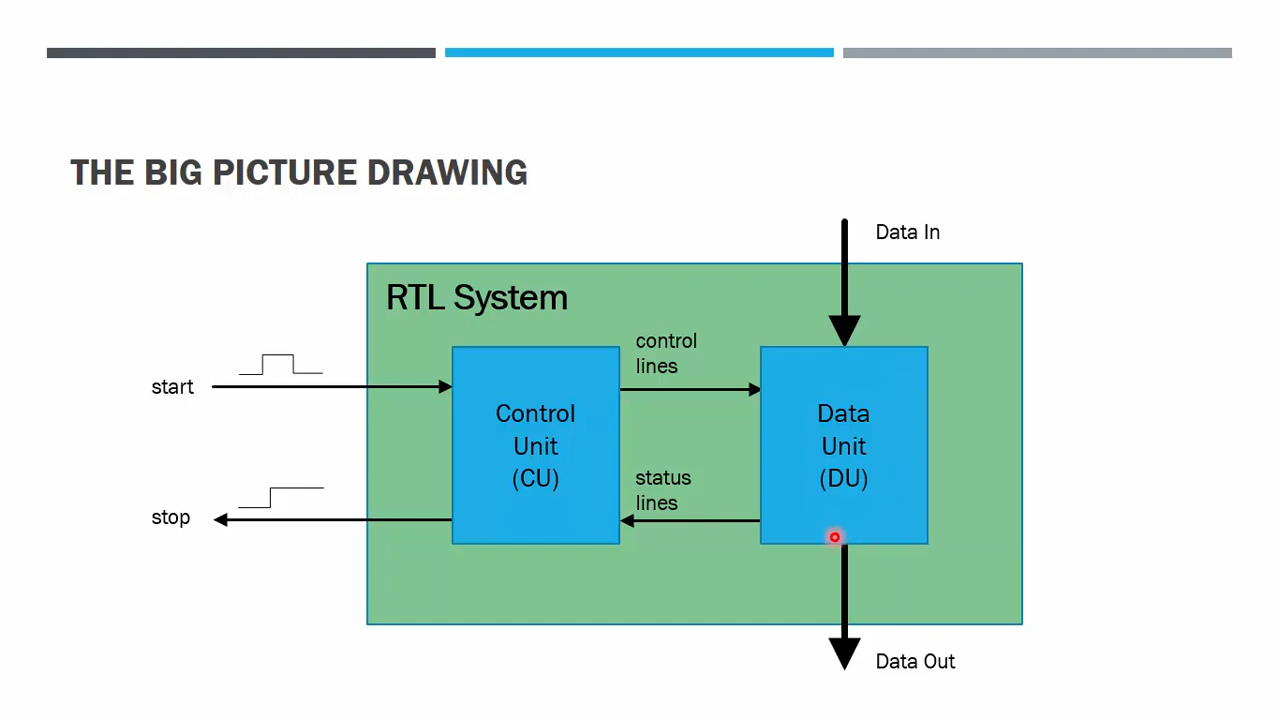 THE BIG PICTURE DRAWING
Data In
RTL System
control
lines
start
Control
Unit
(CU)
Data
Unit
(DU)
status
lines
stop
Data Out